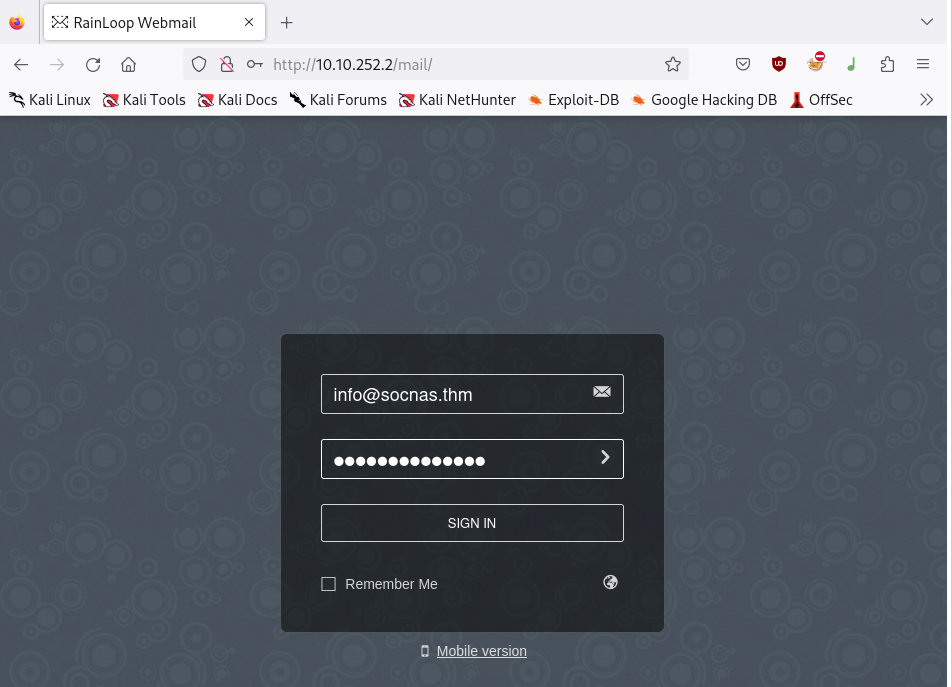 RainLoop Webmail
http://10.10.252.2/mail/
Kali Linux Kali Tools Kali Docs Kali Forums Kali NetHunter Exploit-DB Google Hacking DB OffSec
info@socnas.thm
SIGN IN
Remember Me
Mobile version